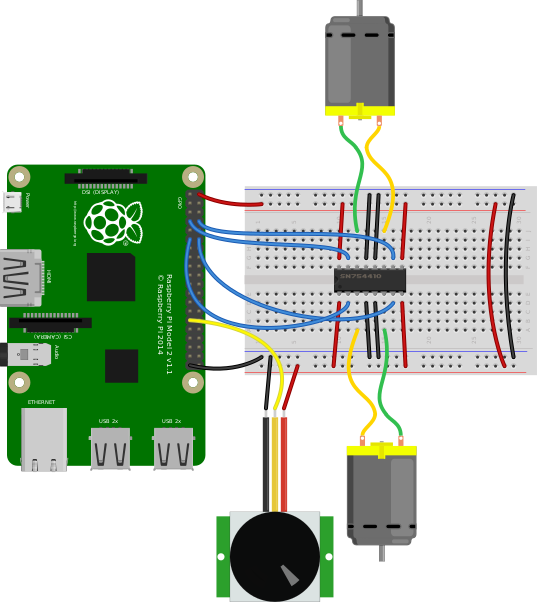 DSI (DISPLAY)
Power
GPIO
HDMI
Raspberry Pi Model 2 v1.1
© Raspberry Pi 2014
CSI (CAMERA)
Audio
ETHERNET
USB 2x
USB 2x
SN754410